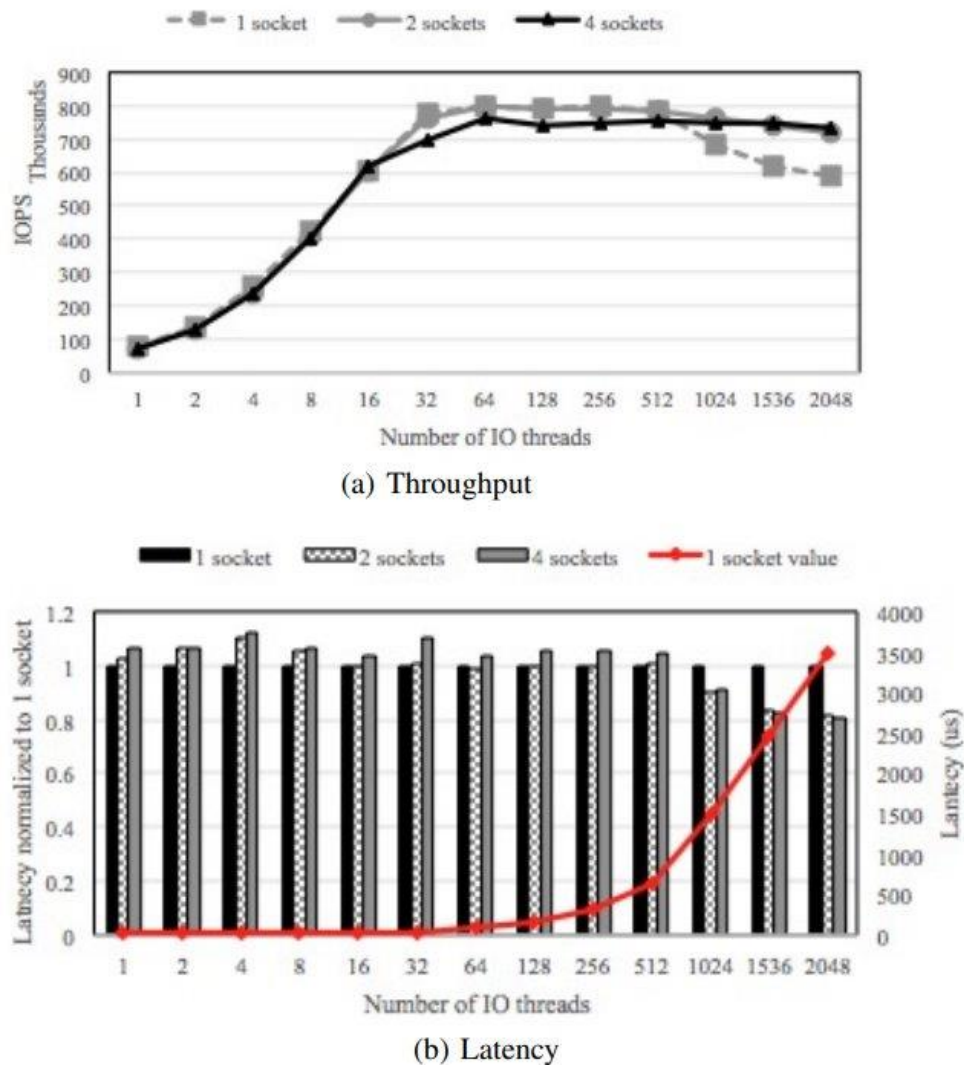 1 socket 2 sockets 4 sockets
900
800
700
600
500
400
300
200
100
0
IOPS Thousands
1 2 4 8 16 32 64 128 256 512 1024 1536 2048
Number of IO threads
(a) Throughput
1 socket 2 sockets 4 sockets 1 socket value
1.2
1
0.8
0.6
0.4
0.2
0
Latnecy normalized to 1 socket
4000
3500
3000
2500
2000
1500
1000
500
0
Lantecy (us)
1 2 4 8 16 32 64 128 256 512 1024 1536 2048
Number of IO threads
(b) Latency